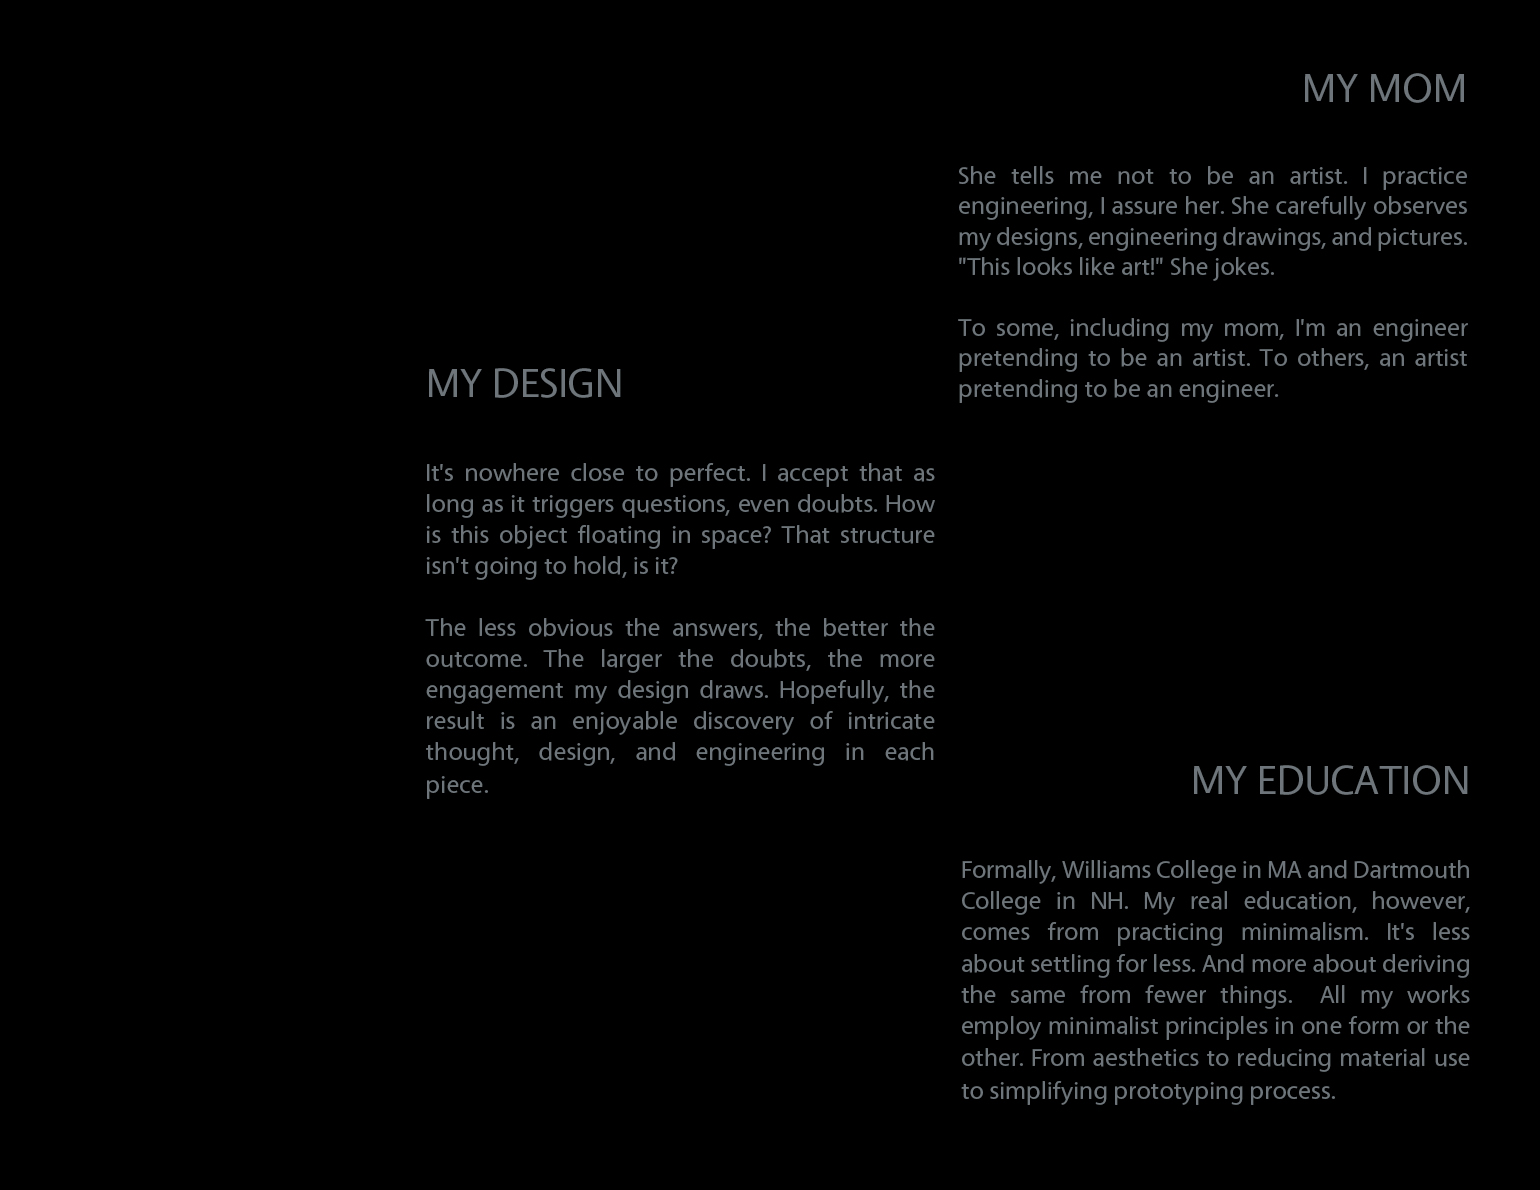 MY MOM
She tells me not to be an artist. I practice
engineering, I assure her. She carefully observes
my designs, engineering drawings, and pictures.
"This looks like art!" She jokes.
To some, including my mom, I'm an engineer
pretending to be an artist. To others, an artist
pretending to be an engineer.
MY DESIGN
It's nowhere close to perfect. I accept that as
long as it triggers questions, even doubts. How
is this object floating in space? That structure
isn't going to hold, is it?
The less obvious the answers, the better the
outcome. The larger the doubts, the more
engagement my design draws. Hopefully, the
result is an enjoyable discovery of intricate
thought, design, and engineering in each
piece.
MY EDUCATION
Formally, Williams College in MA and Dartmouth
College in NH. My real education, however,
comes from practicing minimalism. It's less
about settling for less. And more about deriving
the same from fewer things.  All my works
employ minimalist principles in one form or the
other. From aesthetics to reducing material use
to simplifying prototyping process.